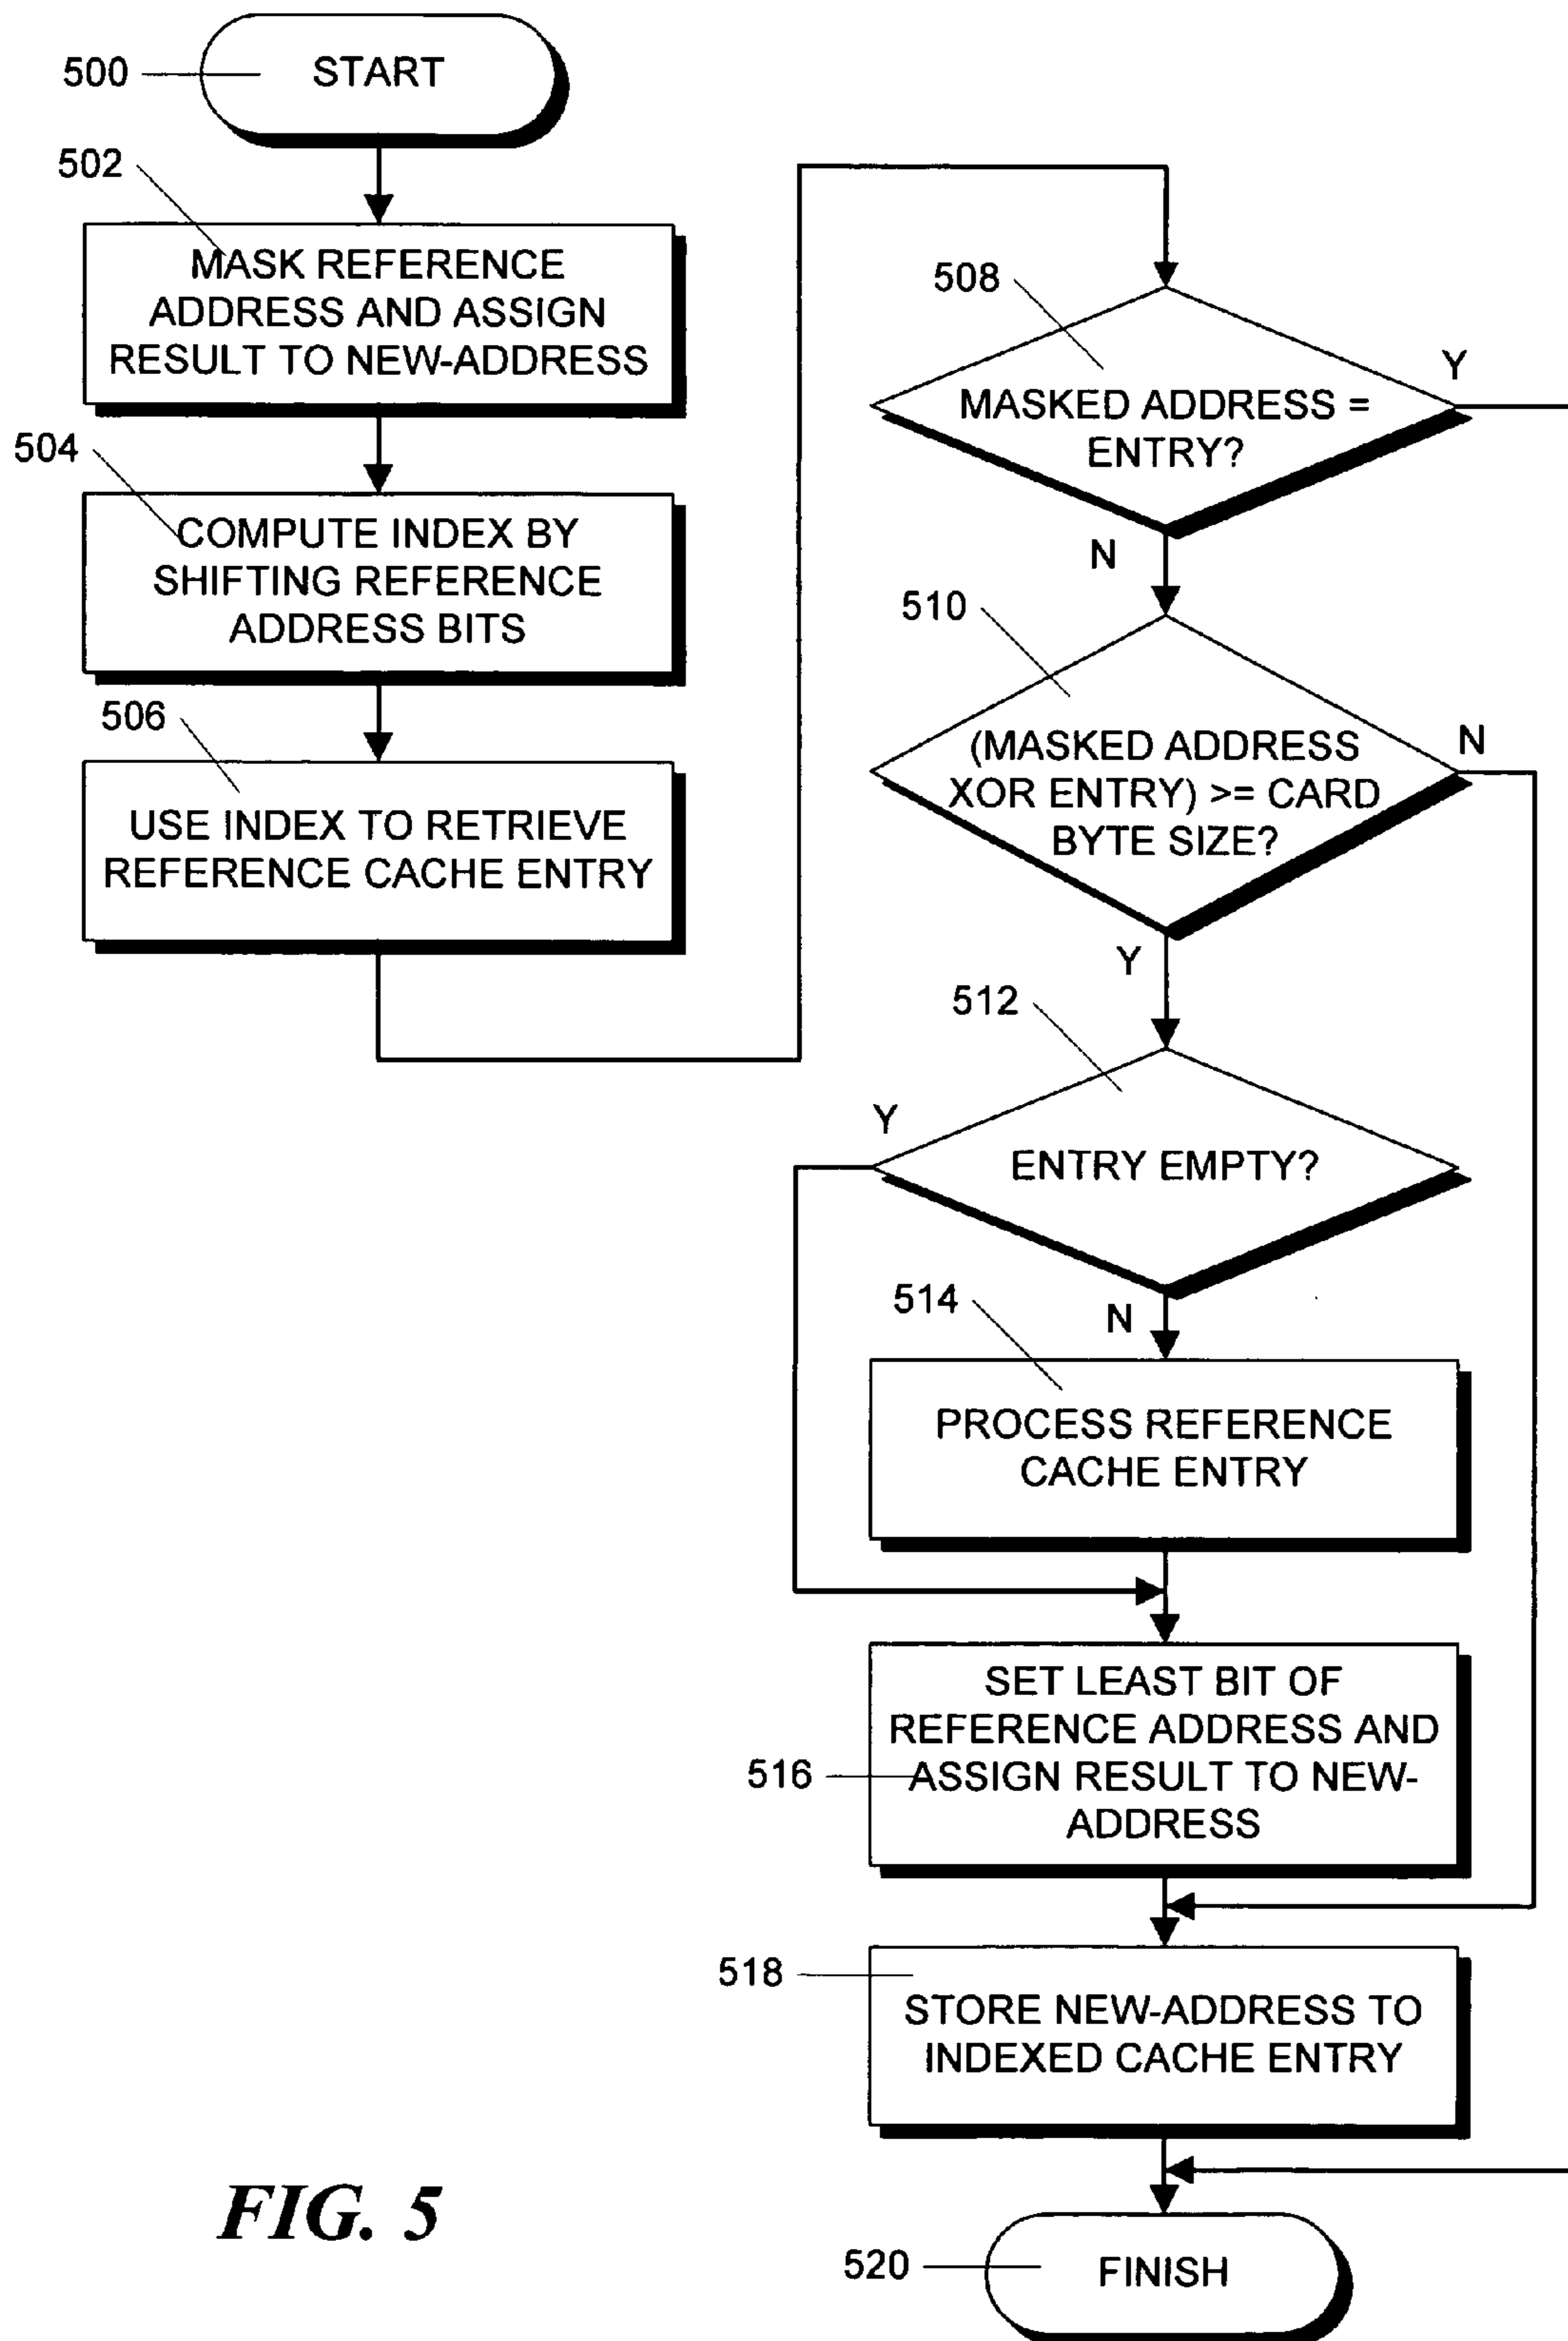 500
START
502
MASK REFERENCE
ADDRESS AND ASSIGN
RESULT TO NEW-ADDRESS
504
COMPUTE INDEX BY
SHIFTING REFERENCE
ADDRESS BITS
506
USE INDEX TO RETRIEVE
REFERENCE CACHE ENTRY
508
MASKED ADDRESS =
ENTRY?
Y
N
510
(MASKED ADDRESS
XOR ENTRY) >= CARD
BYTE SIZE?
N
Y
512
ENTRY EMPTY?
Y
N
514
PROCESS REFERENCE
CACHE ENTRY
516
SET LEAST BIT OF
REFERENCE ADDRESS AND
ASSIGN RESULT TO NEW-
ADDRESS
518
STORE NEW-ADDRESS TO
INDEXED CACHE ENTRY
520
FINISH
FIG. 5